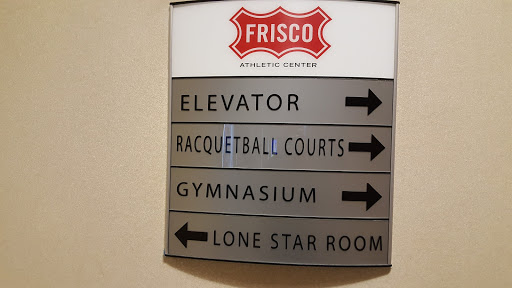 FRISCO
ATHLETIC CENTER
ELEVATOR →
RACQUETBALL COURTS →
GYMNASIUM →
← LONE STAR ROOM